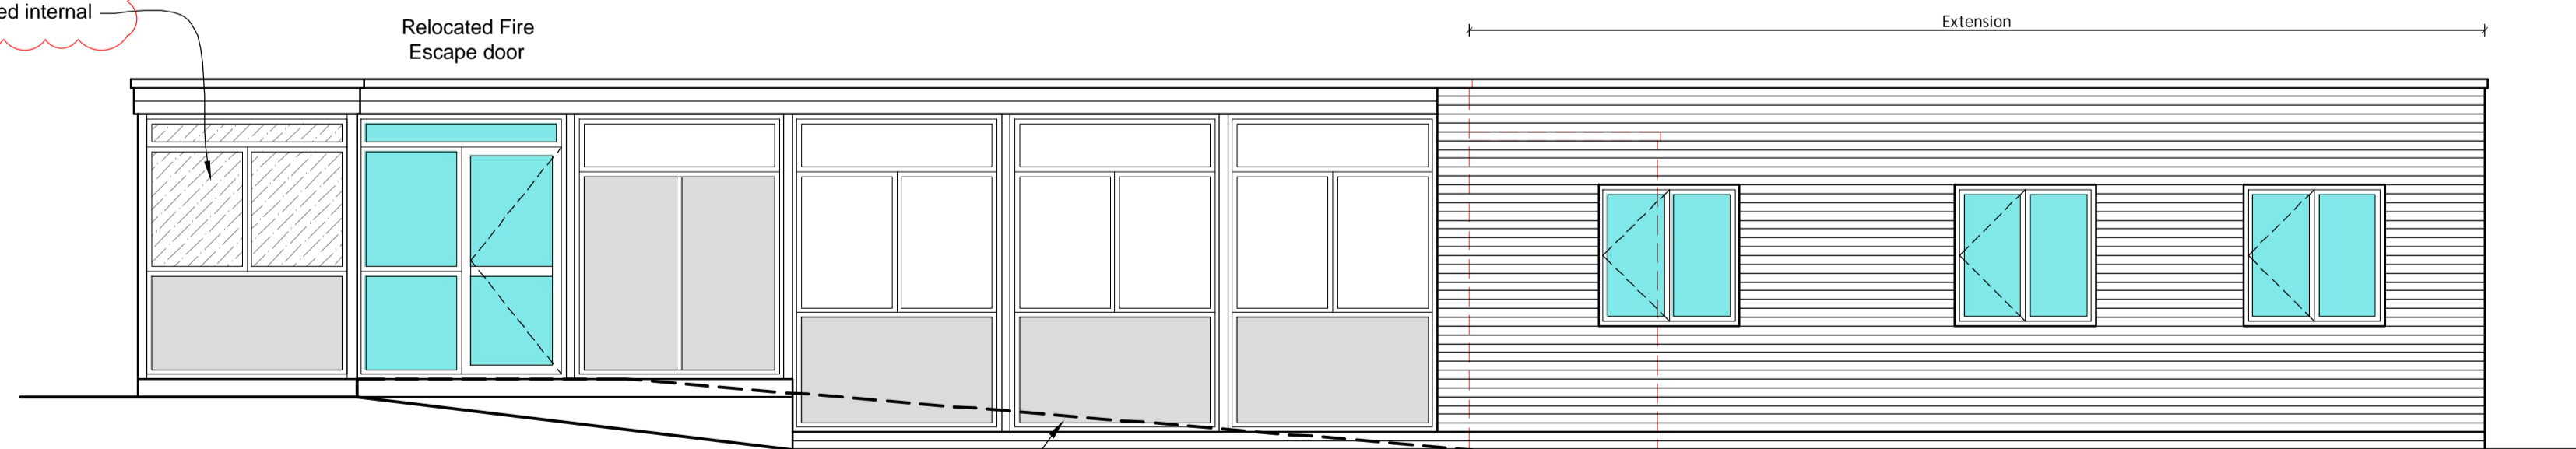 ed internal
Relocated Fire
Escape door
Extension